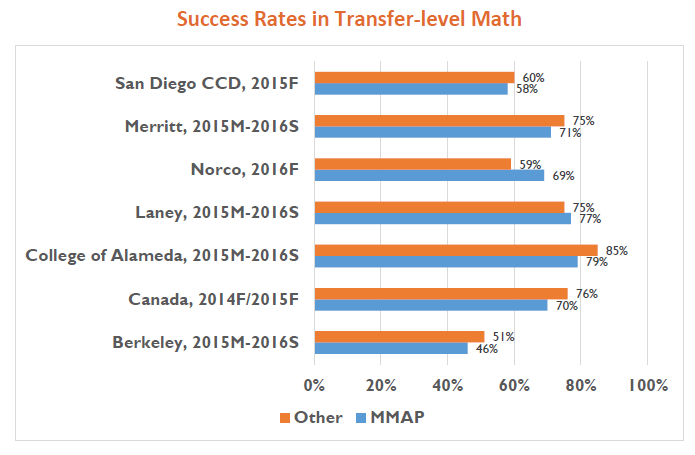 Success Rates in Transfer-level Math
San Diego CCD, 2015F
60%
58%
Merritt, 2015M-2016S
75%
71%
Norco, 2016F
59%
69%
Laney, 2015M-2016S
75%
77%
College of Alameda, 2015M-2016S
85%
79%
Canada, 2014F/2015F
76%
70%
Berkeley, 2015M-2016S
51%
46%
0% 20% 40% 60% 80% 100%
Other MMAP